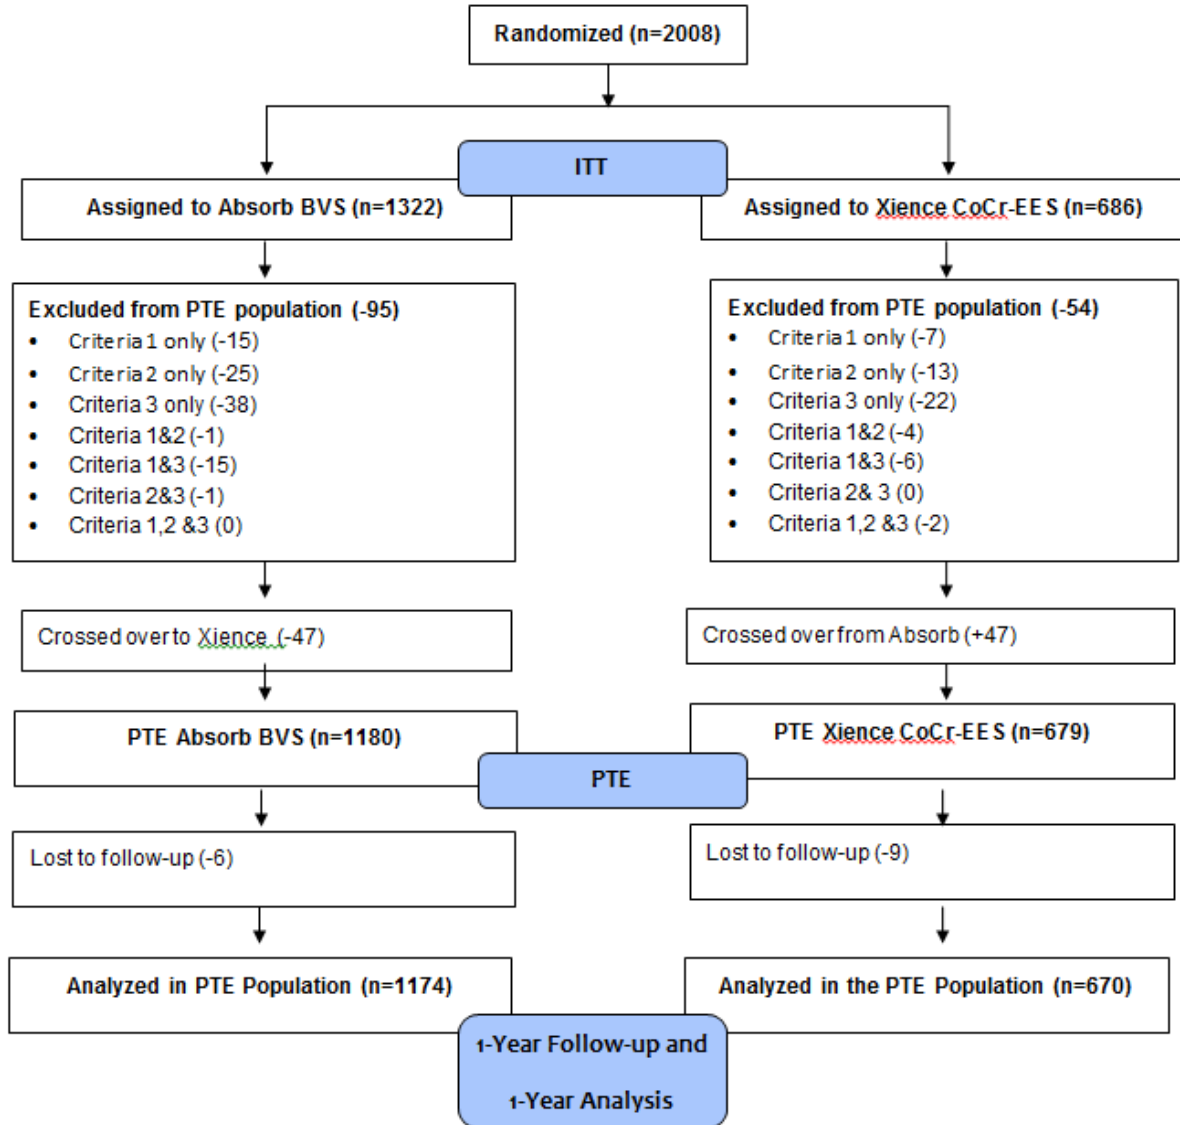 Randomized (n=2008)
ITT
Assigned to Absorb BVS (n=1322)
Assigned to Xience CoCr-EES (n=686)
Excluded from PTE population (-95)
• Criteria 1 only (-15)
• Criteria 2 only (-25)
• Criteria 3 only (-38)
• Criteria 1&2 (-1)
• Criteria 1&3 (-15)
• Criteria 2&3 (-1)
• Criteria 1,2 &3 (0)
Excluded from PTE population (-54)
• Criteria 1 only (-7)
• Criteria 2 only (-13)
• Criteria 3 only (-22)
• Criteria 1&2 (-4)
• Criteria 1&3 (-6)
• Criteria 2& 3 (0)
• Criteria 1,2 &3 (-2)
Crossed over to Xience (-47)
Crossed over from Absorb (+47)
PTE Absorb BVS (n=1180)
PTE Xience CoCr-EES (n=679)
PTE
Lost to follow-up (-6)
Lost to follow-up (-9)
Analyzed in PTE Population (n=1174)
Analyzed in the PTE Population (n=670)
1-Year Follow-up and
1-Year Analysis